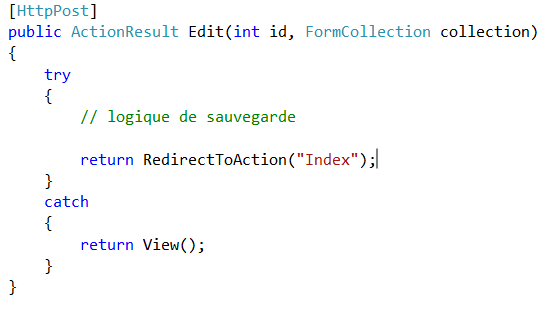 [HttpPost]
public ActionResult Edit(int id, FormCollection collection)
{
    try
    {
        // logique de sauvegarde

        return RedirectToAction("Index");
    }
    catch
    {
        return View();
    }
}